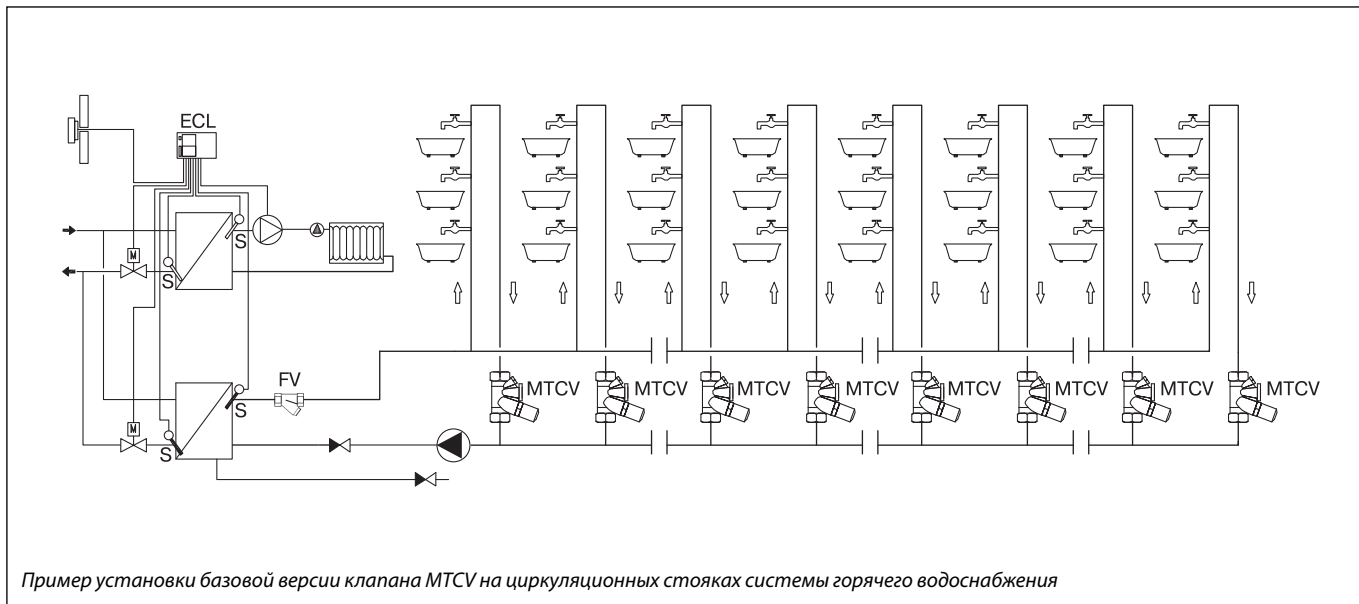 ECL
M
S
S
FV
M
S
S
MTCV
MTCV
MTCV
MTCV
MTCV
MTCV
MTCV
MTCV
Пример установки базовой версии клапана MTCV на циркуляционных стояках системы горячего водоснабжения